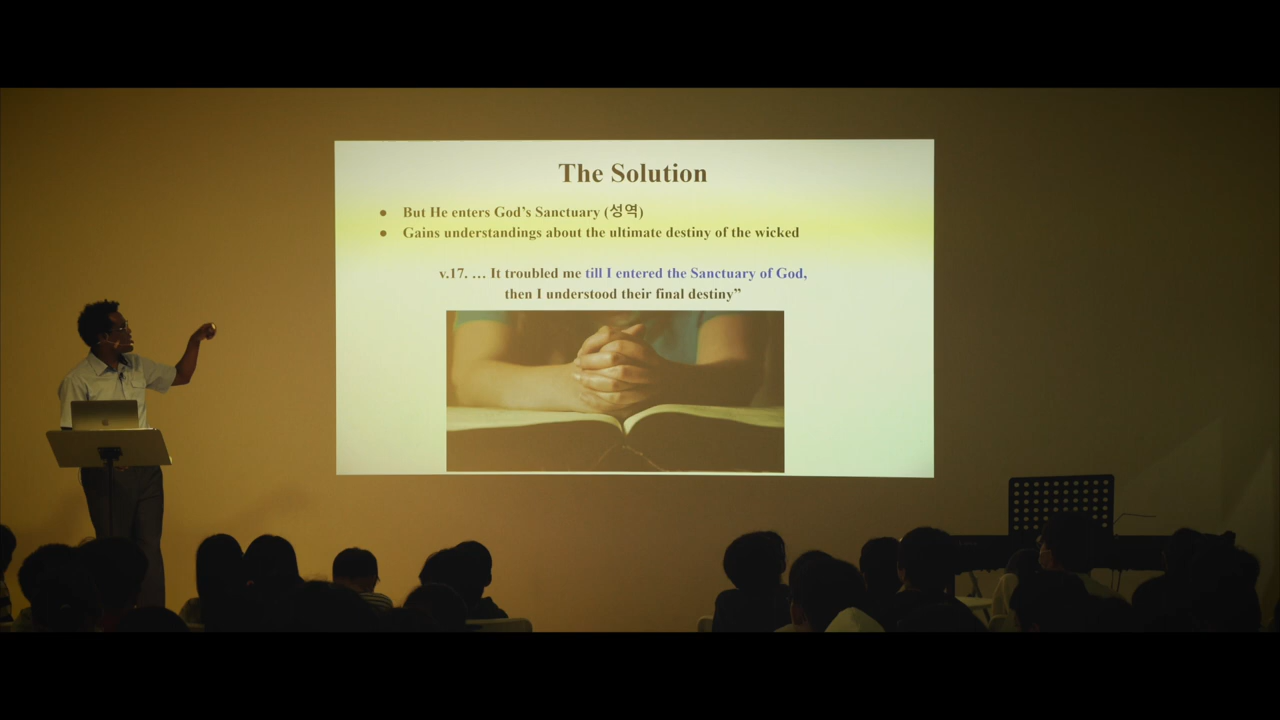 The Solution
● But He enters God's Sanctuary (성역)
● Gains understandings about the ultimate destiny of the wicked
v.17. … It troubled me till I entered the Sanctuary of God,
then I understood their final destiny”